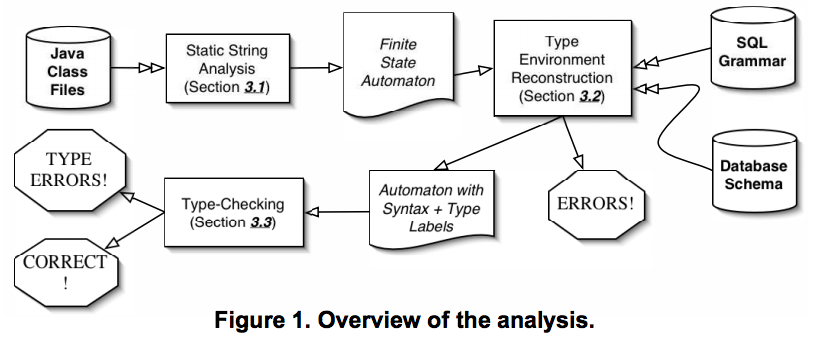 Java
Class
Files
Static String
Analysis
(Section 3.1)
Finite
State
Automaton
Type
Environment
Reconstruction
(Section 3.2)
SQL
Grammar
Database
Schema
TYPE
ERRORS!
Type-Checking
(Section 3.3)
Automaton with
Syntax + Type
Labels
ERRORS!
CORRECT
!
Figure 1. Overview of the analysis.